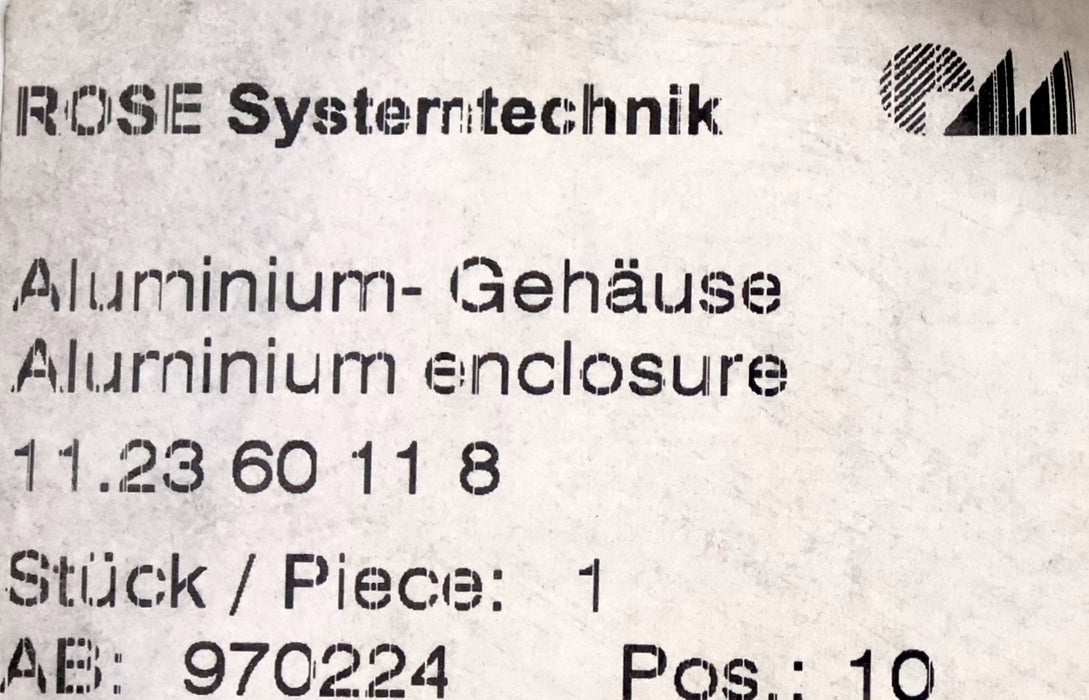 ROSE Systemtechnik
Aluminium- Gehäuse
Aluminium enclosure
11.23 60 11 8
Stück / Piece: 1
AB: 970224 Pos.: 10